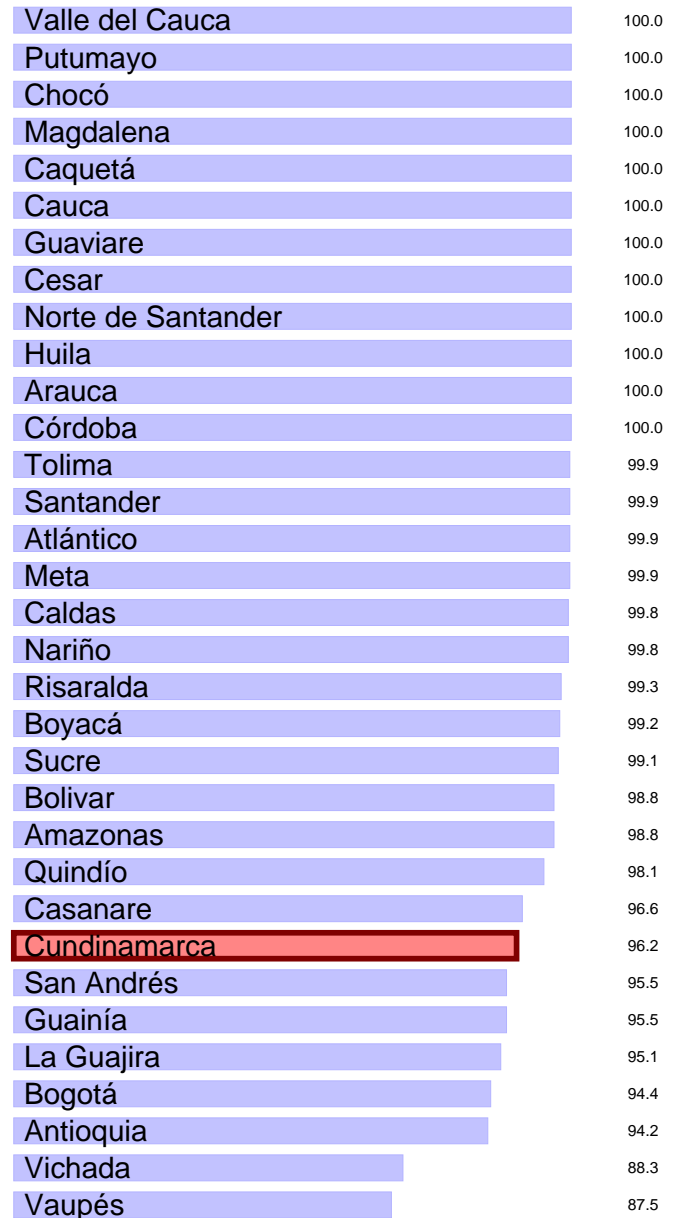 Valle del Cauca 100.0
Putumayo 100.0
Chocó 100.0
Magdalena 100.0
Caquetá 100.0
Cauca 100.0
Guaviare 100.0
Cesar 100.0
Norte de Santander 100.0
Huila 100.0
Arauca 100.0
Córdoba 100.0
Tolima 99.9
Santander 99.9
Atlántico 99.9
Meta 99.9
Caldas 99.8
Nariño 99.8
Risaralda 99.3
Boyacá 99.2
Sucre 99.1
Bolivar 98.8
Amazonas 98.8
Quindío 98.1
Casanare 96.6
Cundinamarca 96.2
San Andrés 95.5
Guainía 95.5
La Guajira 95.1
Bogotá 94.4
Antioquia 94.2
Vichada 88.3
Vaupés 87.5